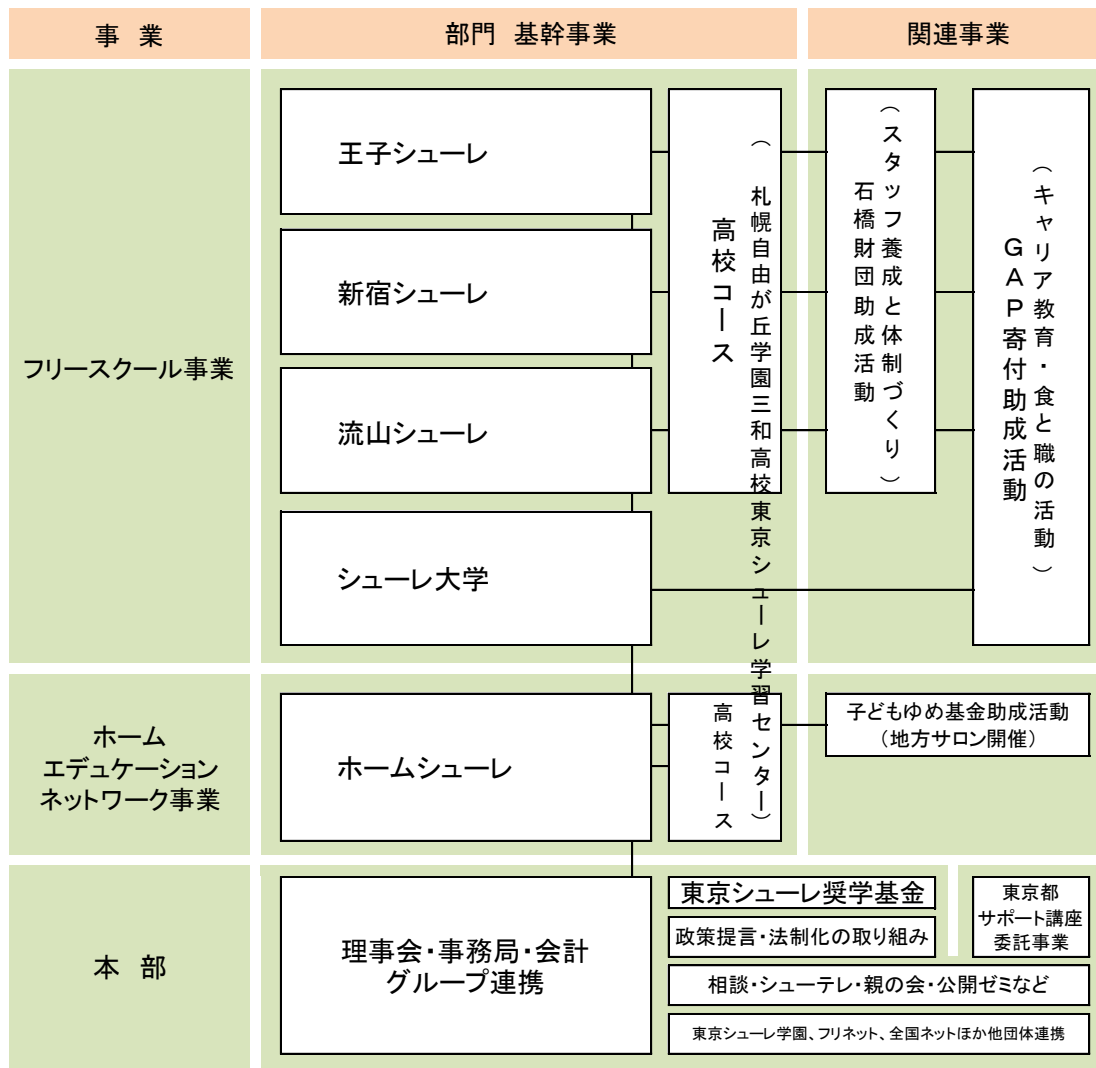 事　業
部門　基幹事業
関連事業
フリースクール事業
王子シューレ
新宿シューレ
流山シューレ
シューレ大学
高校コース
（　札幌自由が丘学園三和高校東京シューレ学習センター）
石橋財団助成活動
（スタッフ養成と体制づくり）
GAP寄付助成活動
（キャリア教育・食と職の活動）
ホーム
エデュケーション
ネットワーク事業
ホームシューレ
高校コース
子どもゆめ基金助成活動
（地方サロン開催）
本　部
理事会・事務局・会計
グループ連携
東京シューレ奨学基金
政策提言・法制化の取り組み
東京都
サポート講座
委託事業
相談・シューテレ・親の会・公開ゼミなど
東京シューレ学園、フリネット、全国ネットほか他団体連携